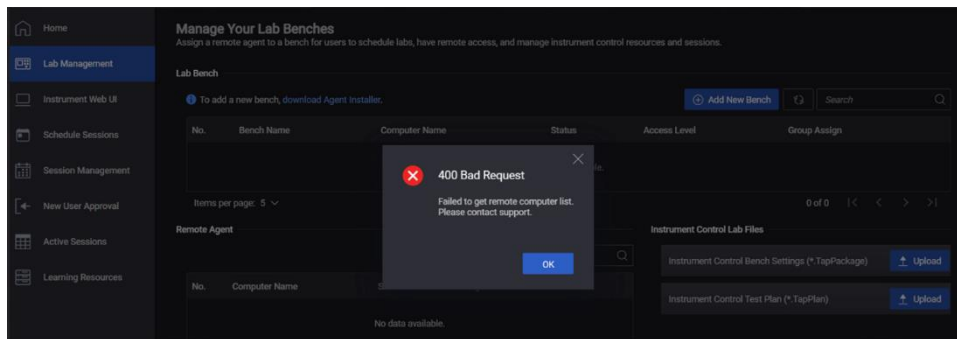 Home
Lab Management
Instrument Web UI
Schedule Sessions
Session Management
New User Approval
Active Sessions
Learning Resources
Manage Your Lab Benches
Assign a remote agent to a bench for users to schedule labs, have remote access, and manage instrument control resources and sessions.
Lab Bench
To add a new bench, download Agent Installer.
Add New Bench
Search
No. Bench Name Computer Name Status Access Level Group Assign
400 Bad Request
Failed to get remote computer list.
Please contact support.
OK
Items per page: 5
0 of 0
Remote Agent
No. Computer Name
No data available.
Instrument Control Lab Files
Instrument Control Bench Settings (*.TapPackage) Upload
Instrument Control Test Plan (*.TapPlan) Upload